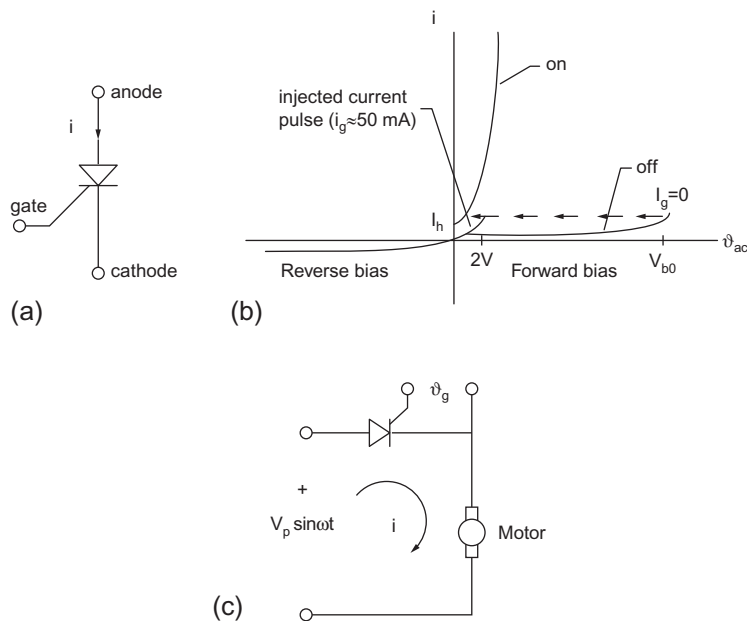 anode
i
gate
cathode
(a)
i
on
injected current
pulse (i_g≈50 mA)
off
I_g=0
I_h
ϑ_ac
2V
V_b0
Reverse bias
Forward bias
(b)
ϑ_g
+
V_p sinωt
i
Motor
(c)